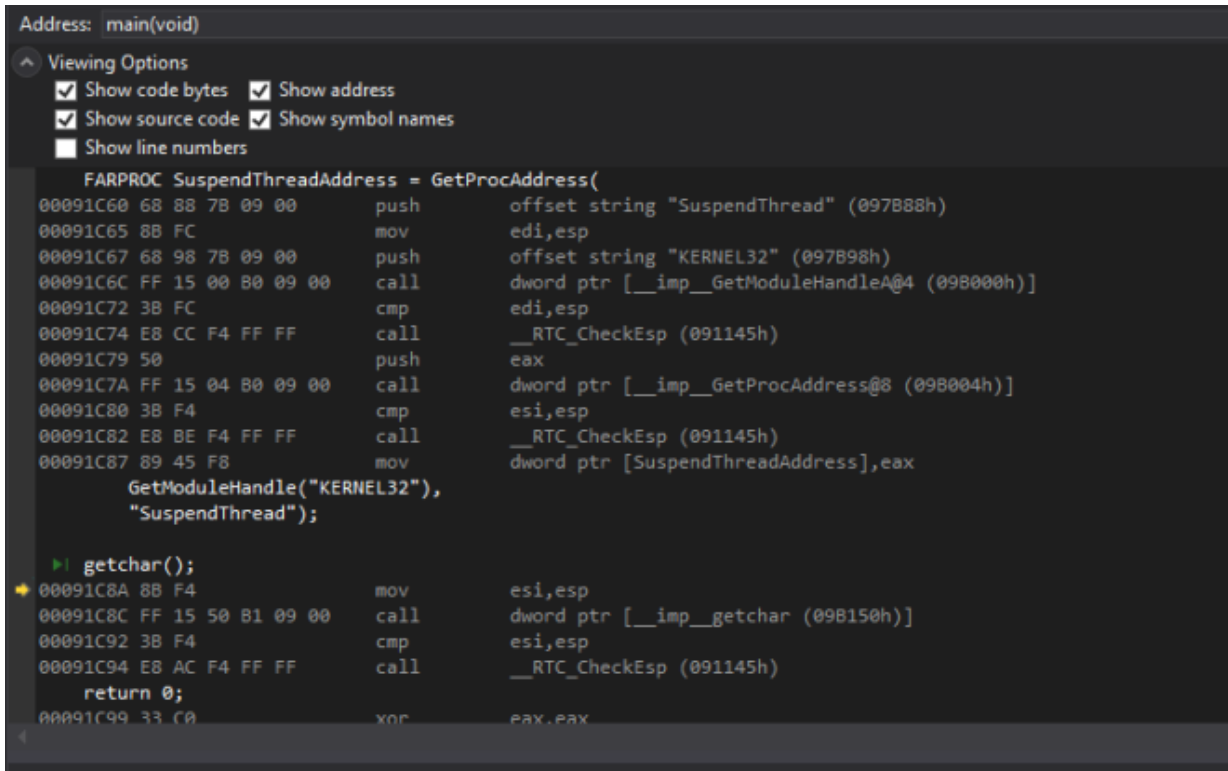 Address: main(void)
Viewing Options
Show code bytes Show address
Show source code Show symbol names
Show line numbers
FARPROC SuspendThreadAddress = GetProcAddress(
00091C60 68 88 7B 09 00 push offset string "SuspendThread" (097B88h)
00091C65 8B FC mov edi,esp
00091C67 68 98 7B 09 00 push offset string "KERNEL32" (097B98h)
00091C6C FF 15 00 B0 09 00 call dword ptr [__imp__GetModuleHandleA@4 (09B000h)]
00091C72 3B FC cmp edi,esp
00091C74 E8 CC F4 FF FF call __RTC_CheckEsp (091145h)
00091C79 50 push eax
00091C7A FF 15 04 B0 09 00 call dword ptr [__imp__GetProcAddress@8 (09B004h)]
00091C80 3B F4 cmp esi,esp
00091C82 E8 BE F4 FF FF call __RTC_CheckEsp (091145h)
00091C87 89 45 F8 mov dword ptr [SuspendThreadAddress],eax
GetModuleHandle("KERNEL32"),
"SuspendThread");
getchar();
00091C8A 8B F4 mov esi,esp
00091C8C FF 15 50 B1 09 00 call dword ptr [__imp__getchar (09B150h)]
00091C92 3B F4 cmp esi,esp
00091C94 E8 AC F4 FF FF call __RTC_CheckEsp (091145h)
return 0;
00091C99 33 C0 xor eax,eax